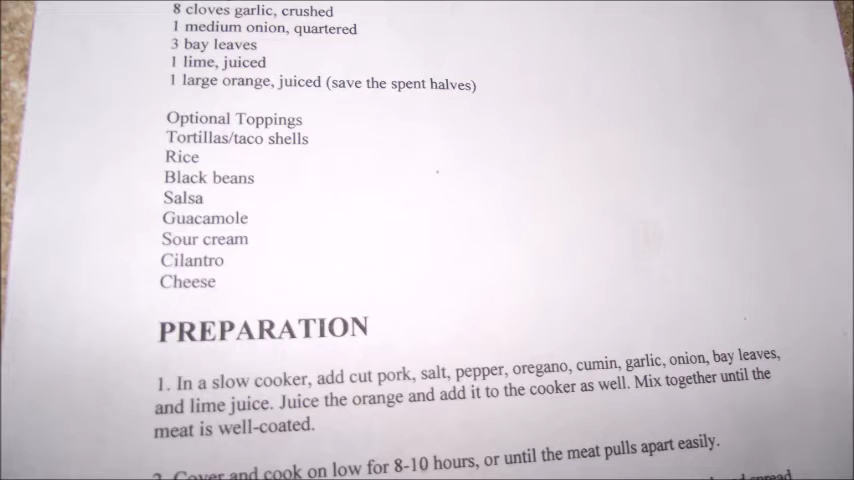 8 cloves garlic, crushed
1 medium onion, quartered
3 bay leaves
1 lime, juiced
1 large orange, juiced (save the spent halves)
Optional Toppings
Tortillas/taco shells
Rice
Black beans
Salsa
Guacamole
Sour cream
Cilantro
Cheese
PREPARATION
1. In a slow cooker, add cut pork, salt, pepper, oregano, cumin, garlic, onion, bay leaves,
and lime juice. Juice the orange and add it to the cooker as well. Mix together until the
meat is well-coated.
2. Cover and cook on low for 8-10 hours, or until the meat pulls apart easily.
and spread